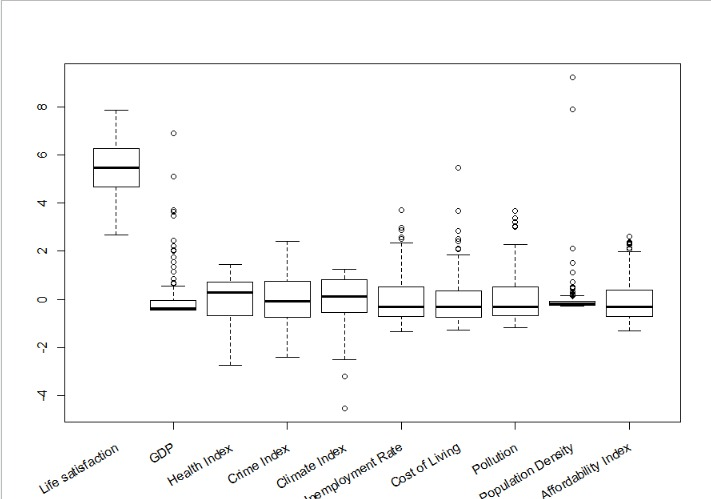 8
6
4
2
0
-2
-4
Life satisfaction
GDP
Health Index
Crime Index
Climate Index
nemployment Rate
Cost of Living
Pollution
Population Density
Affordability Index